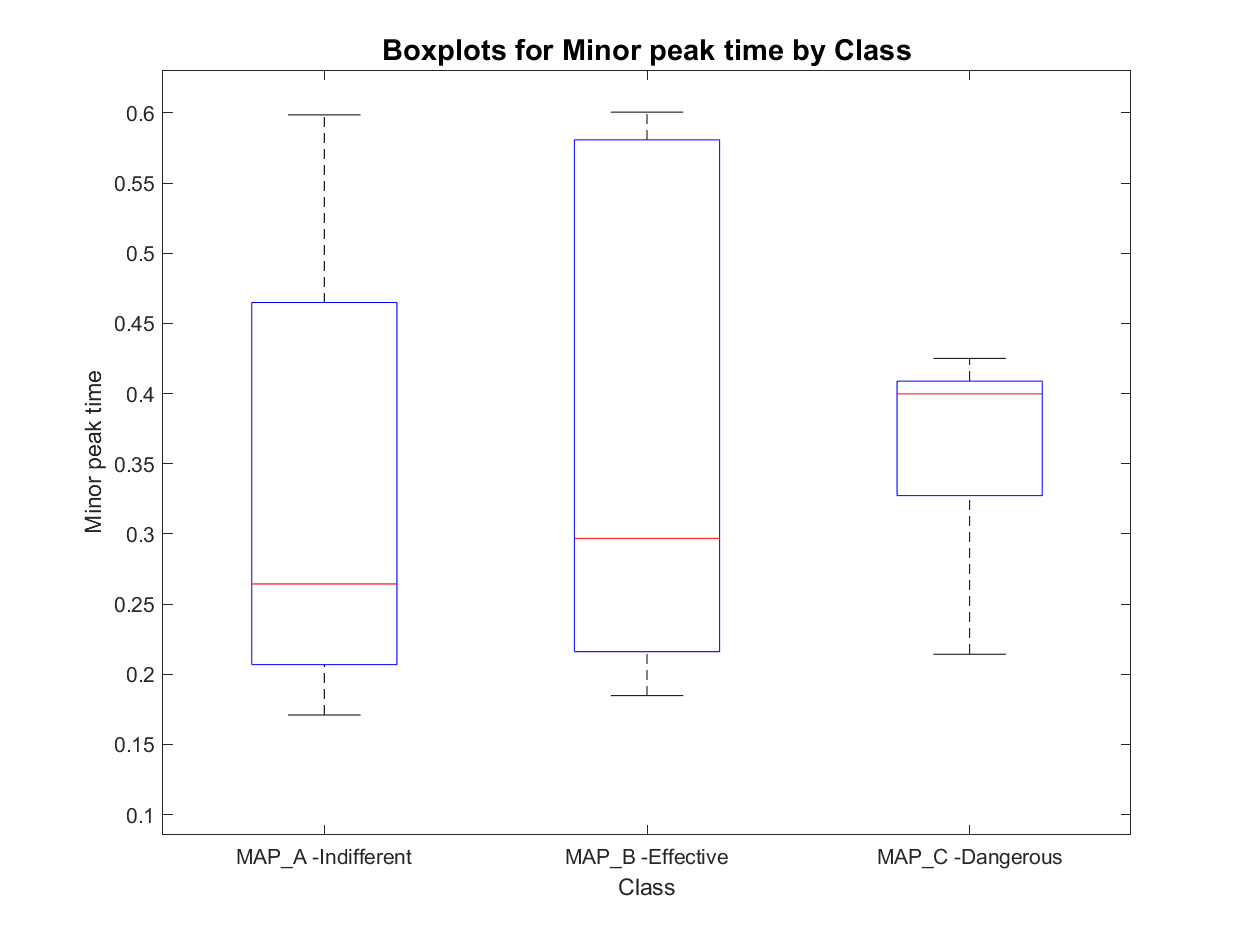 Boxplots for Minor peak time by Class
0.6
0.55
0.5
0.45
0.4
0.35
0.3
0.25
0.2
0.15
0.1
Minor peak time
MAP_A -Indifferent
MAP_B -Effective
MAP_C -Dangerous
Class